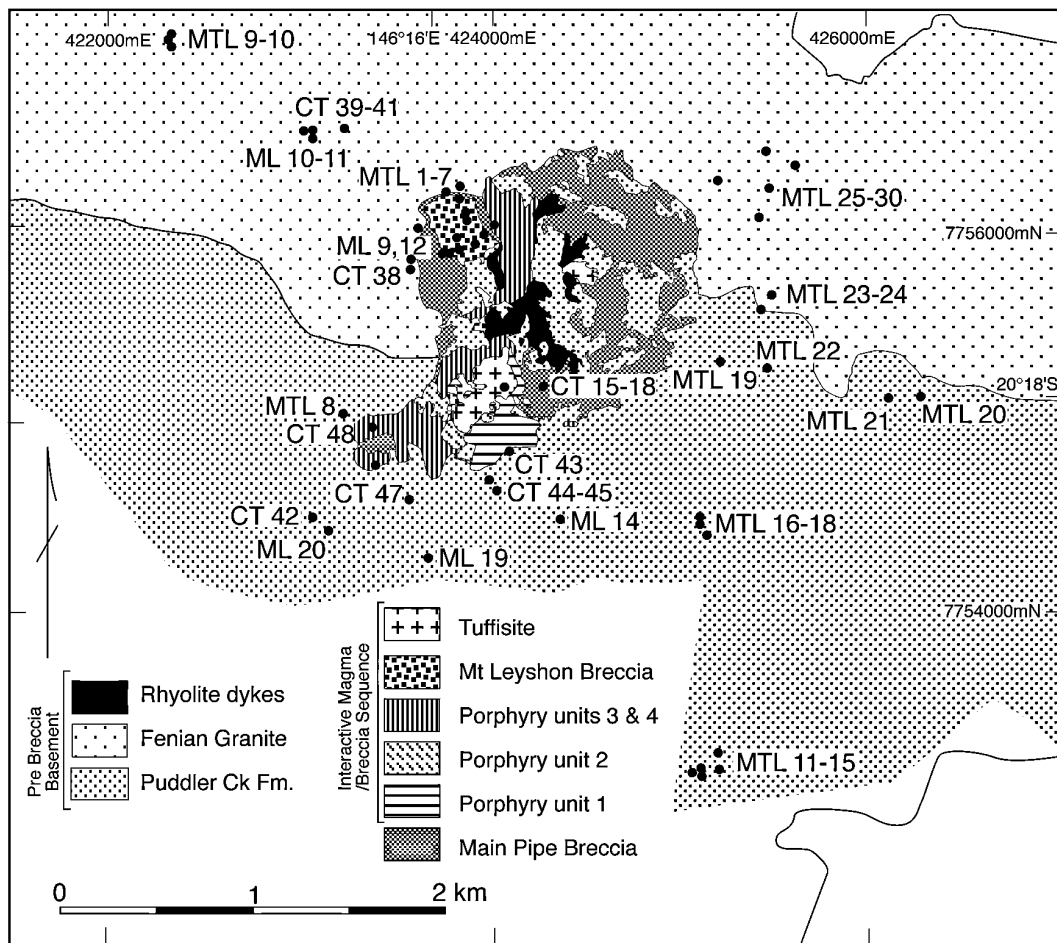 422000mE
146°16'E
424000mE
426000mE
MTL 9-10
CT 39-41
ML 10-11
MTL 1-7
MTL 25-30
ML 9,12
7756000mN
CT 38
MTL 23-24
MTL 22
MTL 19
20°18'S
CT 15-18
MTL 8
MTL 21
MTL 20
CT 48
CT 43
CT 47
CT 44-45
CT 42
ML 14
MTL 16-18
ML 20
ML 19
7754000mN
Interactive Magma
/Breccia Sequence
Tuffisite
Mt Leyshon Breccia
Porphyry units 3 & 4
Porphyry unit 2
Porphyry unit 1
Main Pipe Breccia
Pre Breccia
Basement
Rhyolite dykes
Fenian Granite
Puddler Ck Fm.
MTL 11-15
0
1
2 km